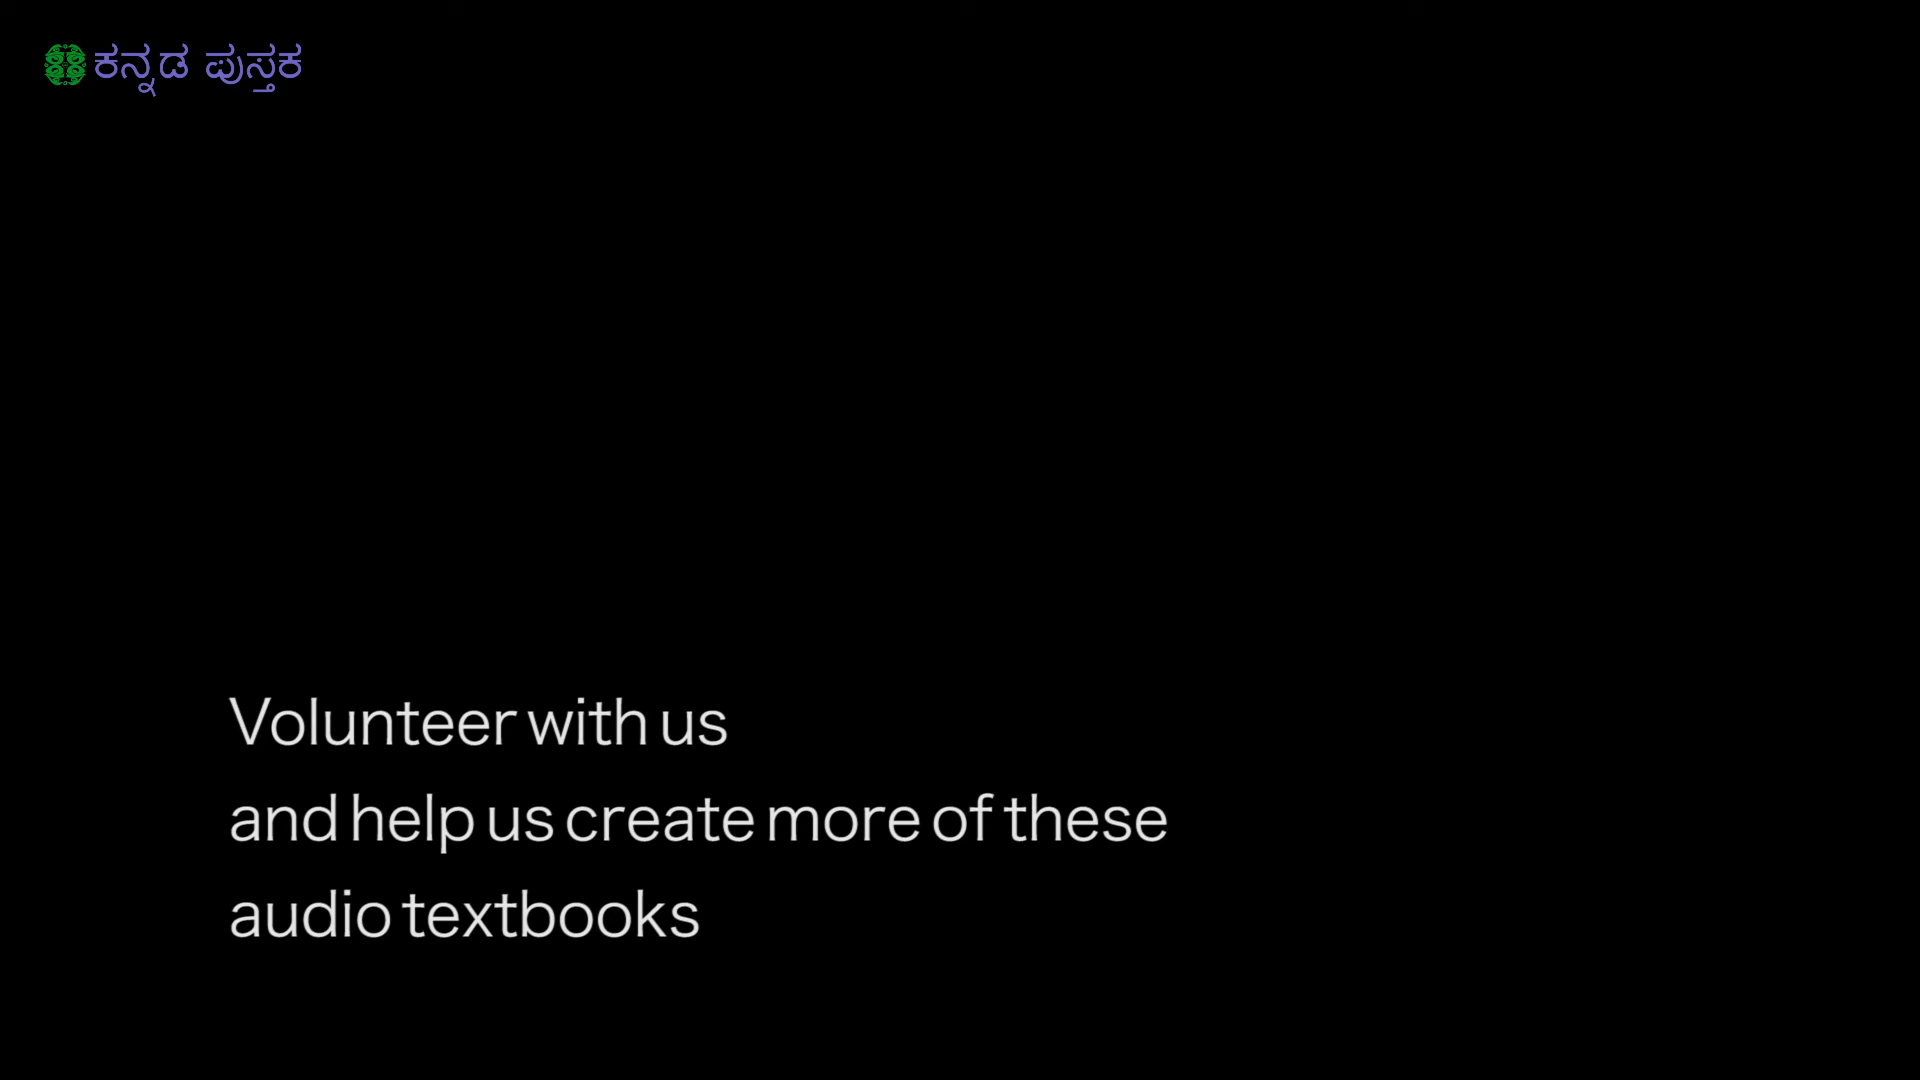 ಕನ್ನಡ ಪುಸ್ತಕ
Volunteer with us
and help us create more of these
audio textbooks